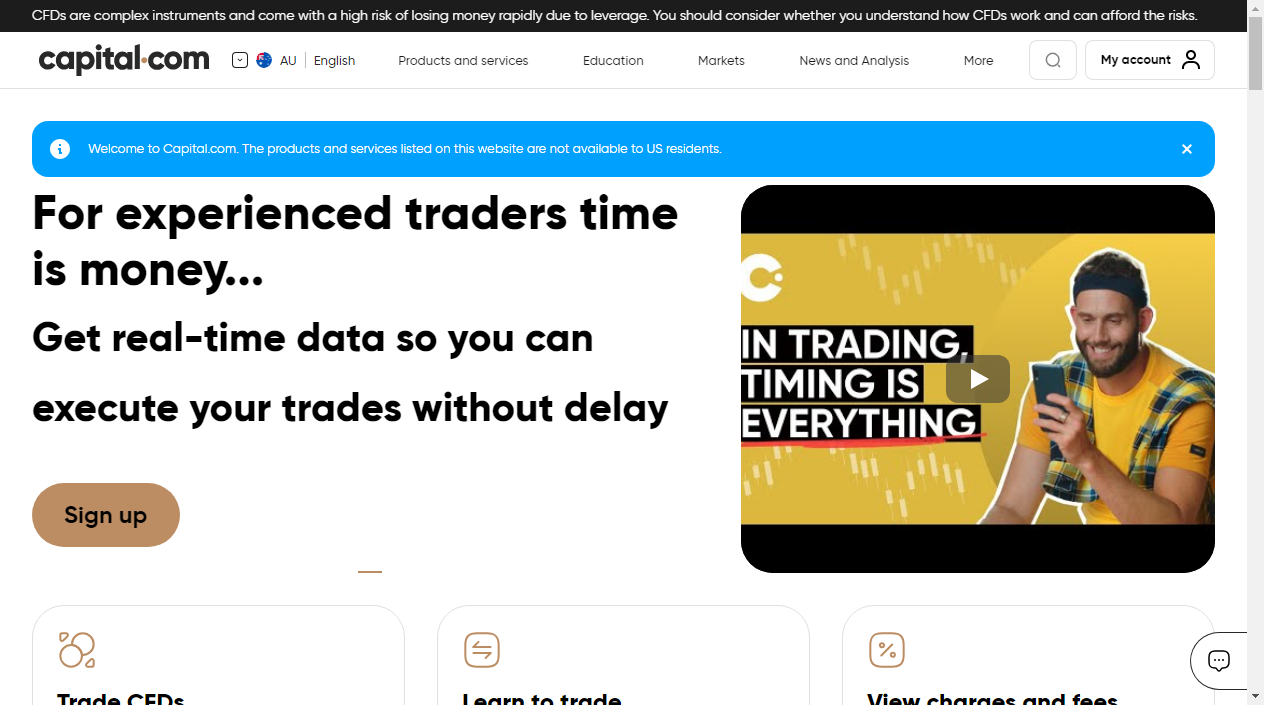 CFDs are complex instruments and come with a high risk of losing money rapidly due to leverage. You should consider whether you understand how CFDs work and can afford the risks.
capital.com
AU English
Products and services
Education
Markets
News and Analysis
More
My account
Welcome to Capital.com. The products and services listed on this website are not available to US residents.
For experienced traders time
is money...
Get real-time data so you can
execute your trades without delay
Sign up
IN TRADING,
TIMING IS
EVERYTHING
Trade CFDs
Learn to trade
View charges and fees